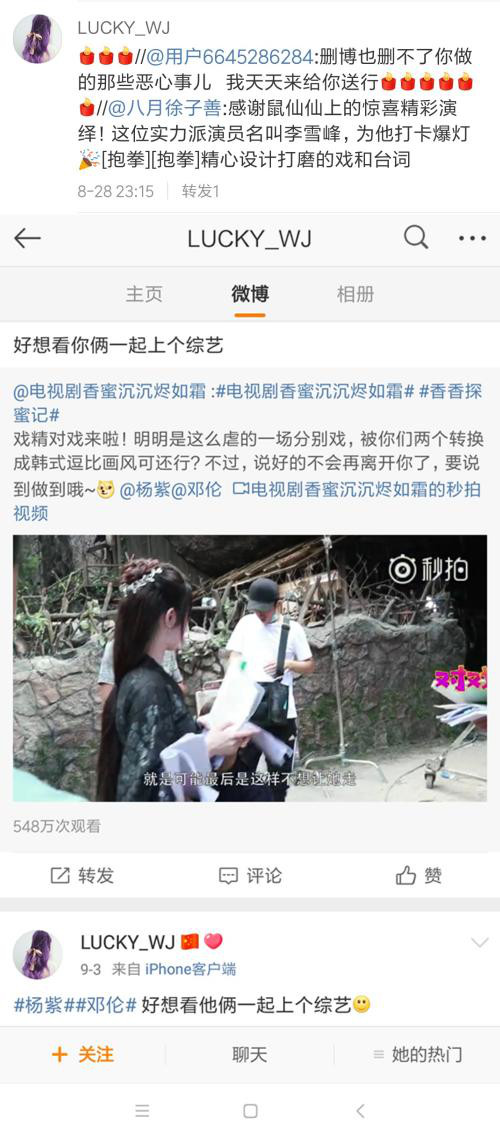 LUCKY_WJ
//@用户6645286284:删博也删不了你做
的那些恶心事儿 我天天来给你送行
//@八月徐子善:感谢鼠仙仙上的惊喜精彩演
绎！这位实力派演员名叫李雪峰，为他打卡爆灯
[抱拳][抱拳]精心设计打磨的戏和台词
8-28 23:15 转发1
LUCKY_WJ
主页 微博 相册
好想看你俩一起上个综艺
@电视剧香蜜沉沉烬如霜 :#电视剧香蜜沉沉烬如霜# #香香探
蜜记#
戏精对戏来啦！明明是这么虐的一场分别戏，被你们两个转换
成韩式逗比画风可还行？不过，说好的不会再离开你了，要说
到做到哦~ @杨紫@邓伦 电视剧香蜜沉沉烬如霜的秒拍
视频
秒拍
对戏
就是可能最后是这样不想让她走
548万次观看
转发 评论 赞
LUCKY_WJ
9-3 来自 iPhone客户端
#杨紫##邓伦# 好想看他俩一起上个综艺
+ 关注 聊天 她的热门